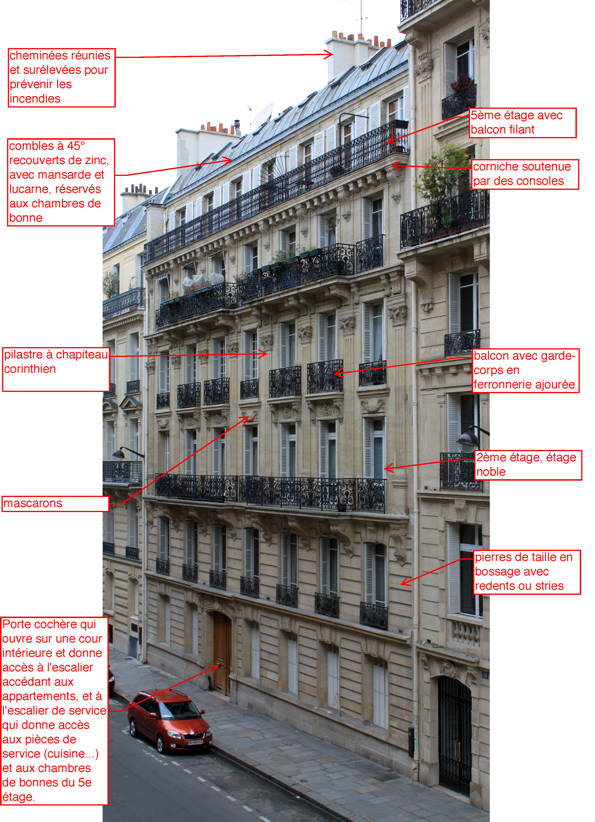 cheminées réunies
et surélevées pour
prévenir les
incendies
5ème étage avec
balcon filant
combles à 45°
recouverts de zinc,
avec mansarde et
lucarne, réservés
aux chambres de
bonne
corniche soutenue
par des consoles
pilastre à chapiteau
corinthien
balcon avec garde-
corps en
ferronnerie ajourée
2ème étage, étage
noble
mascarons
pierres de taille en
bossage avec
redents ou stries
Porte cochère qui
ouvre sur une cour
intérieure et donne
accès à l'escalier
accédant aux
appartements, et à
l'escalier de service
qui donne accès
aux pièces de
service (cuisine...)
et aux chambres
de bonnes du 5e
étage.